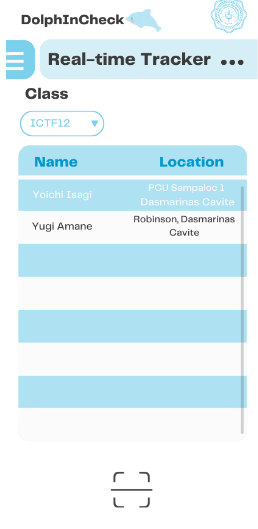 DolphInCheck
Real-time Tracker
Class
ICTF12
Name Location
Yoichi Isagi PCU Sampaloc 1
Dasmarinas Cavite
Yugi Amane Robinson, Dasmarinas
Cavite